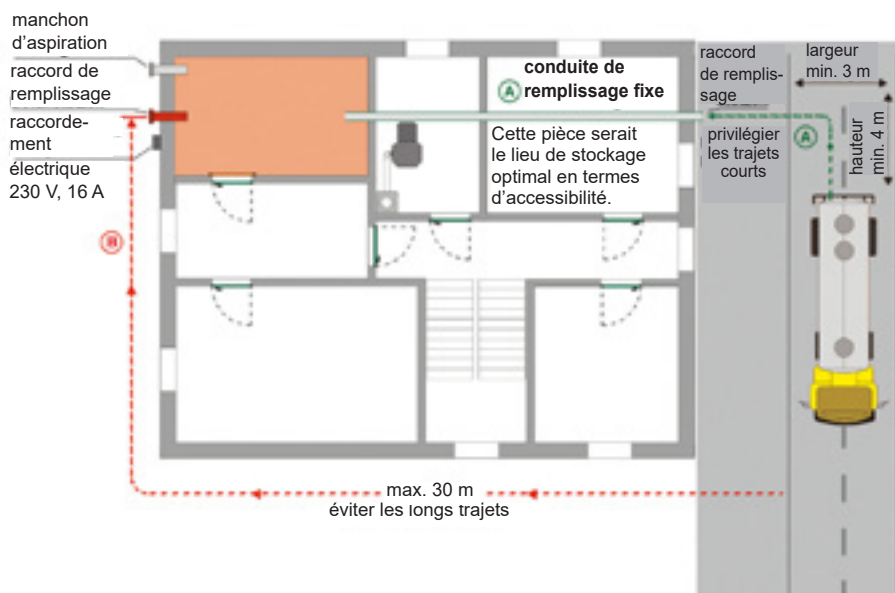 manchon
d'aspiration
raccord de
remplissage
raccorde-
ment
électrique
230 V, 16 A
conduite de
A remplissage fixe
Cette pièce serait
le lieu de stockage
optimal en termes
d'accessibilité.
raccord
de remplis-
sage
privilégier
les trajets
courts
largeur
min. 3 m
A
hauteur
min. 4 m
B
max. 30 m
éviter les longs trajets